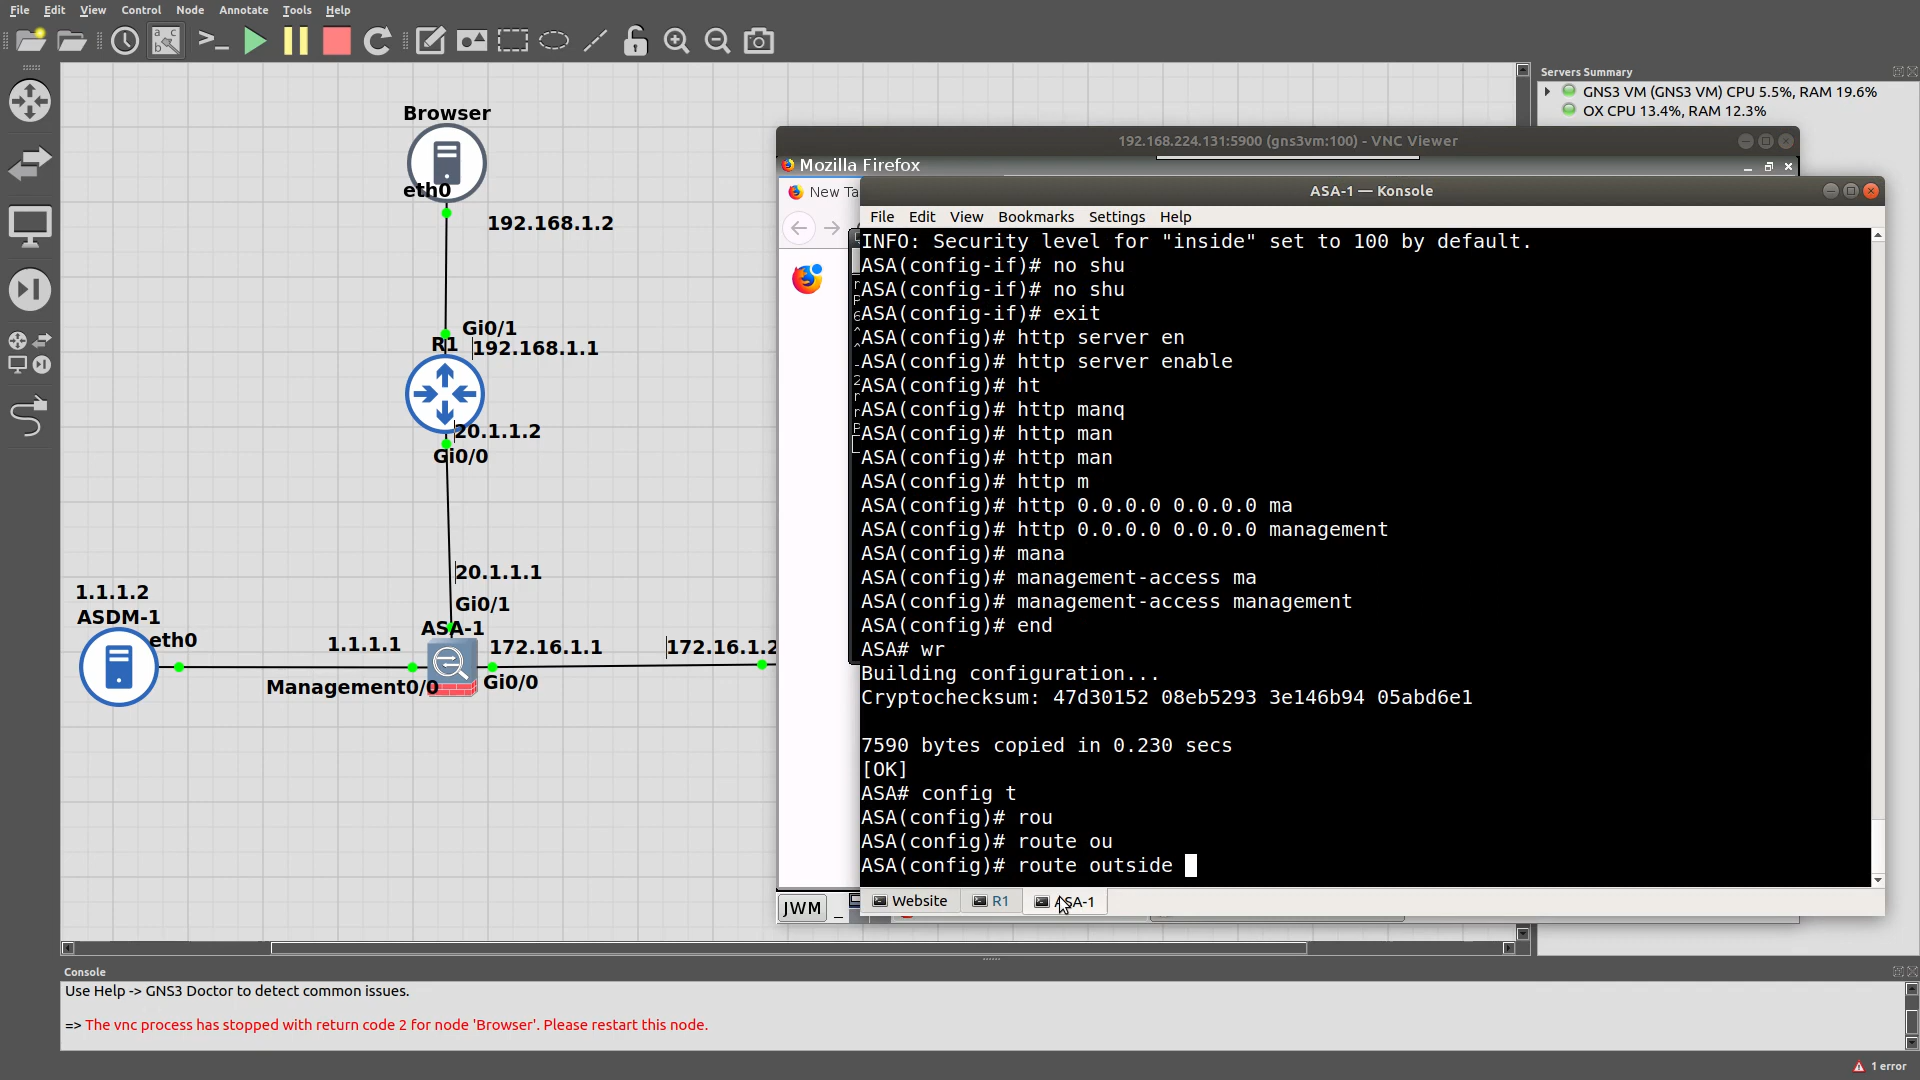 File Edit View Control Node Annotate Tools Help
Servers Summary
GNS3 VM (GNS3 VM) CPU 5.5%, RAM 19.6%
OX CPU 13.4%, RAM 12.3%
Browser
eth0
192.168.1.2
Gi0/1
R1
192.168.1.1
20.1.1.2
Gi0/0
20.1.1.1
Gi0/1
1.1.1.2
ASDM-1
eth0
ASA-1
1.1.1.1
172.16.1.1
172.16.1.2
Management0/0
Gi0/0
192.168.224.131:5900 (gns3vm:100) - VNC Viewer
Mozilla Firefox
New Ta
ASA-1 — Konsole
File Edit View Bookmarks Settings Help
INFO: Security level for "inside" set to 100 by default.
ASA(config-if)# no shu
ASA(config-if)# no shu
ASA(config-if)# exit
ASA(config)# http server en
ASA(config)# http server enable
ASA(config)# ht
ASA(config)# http manq
ASA(config)# http man
ASA(config)# http man
ASA(config)# http m
ASA(config)# http 0.0.0.0 0.0.0.0 ma
ASA(config)# http 0.0.0.0 0.0.0.0 management
ASA(config)# mana
ASA(config)# management-access ma
ASA(config)# management-access management
ASA(config)# end
ASA# wr
Building configuration...
Cryptochecksum: 47d30152 08eb5293 3e146b94 05abd6e1
7590 bytes copied in 0.230 secs
[OK]
ASA# config t
ASA(config)# rou
ASA(config)# route ou
ASA(config)# route outside
Website R1 ASA-1
JWM
Console
Use Help -> GNS3 Doctor to detect common issues.
=> The vnc process has stopped with return code 2 for node 'Browser'. Please restart this node.
1 error